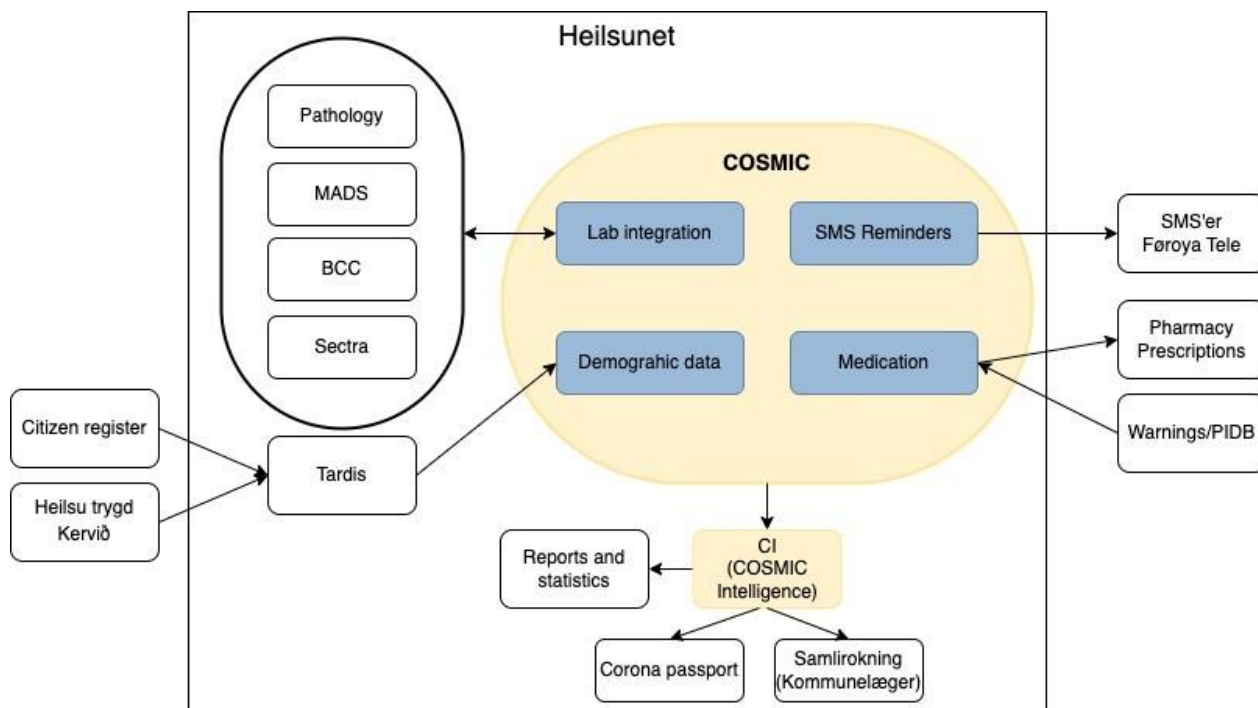 Heilsunet
Pathology
MADS
BCC
Sectra
COSMIC
Lab integration
SMS Reminders
Demograhic data
Medication
SMS'er
Føroya Tele
Pharmacy
Prescriptions
Warnings/PIDB
Citizen register
Heilsu trygd
Kervið
Tardis
CI
(COSMIC
Intelligence)
Reports and
statistics
Corona passport
Samlirokning
(Kommunelæger)